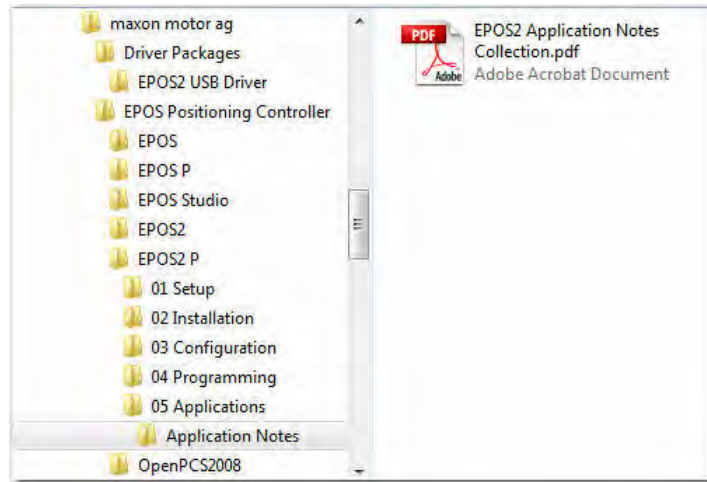 maxon motor ag
Driver Packages
EPOS2 USB Driver
EPOS Positioning Controller
EPOS
EPOS P
EPOS Studio
EPOS2
EPOS2 P
01 Setup
02 Installation
03 Configuration
04 Programming
05 Applications
Application Notes
OpenPCS2008
PDF
Adobe
EPOS2 Application Notes
Collection.pdf
Adobe Acrobat Document